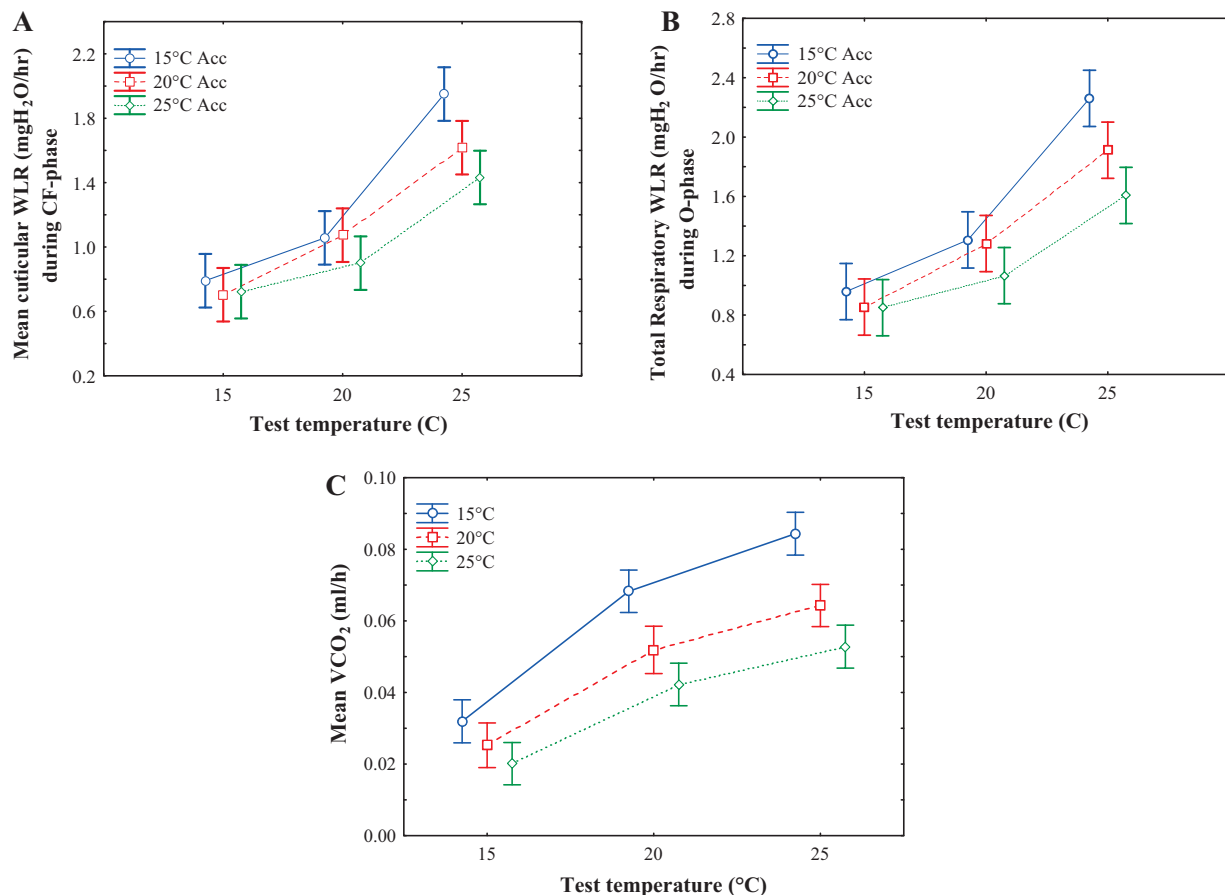 A
Mean cuticular WLR (mgH₂O/hr)
during CF-phase
2.2
1.8
1.4
1.0
0.6
0.2
15°C Acc
20°C Acc
25°C Acc
15
20
25
Test temperature (C)
B
Total Respiratory WLR (mgH₂ O/hr)
during O-phase
2.8
2.4
2.0
1.6
1.2
0.8
0.4
15°C Acc
20°C Acc
25°C Acc
15
20
25
Test temperature (C)
C
Mean VCO₂ (ml/h)
0.10
0.08
0.06
0.04
0.02
0.00
15°C
20°C
25°C
15
20
25
Test temperature (°C)